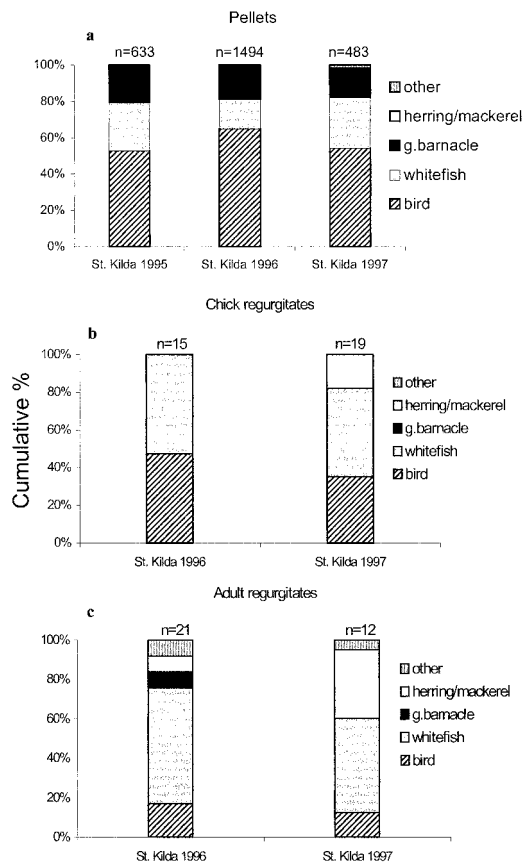 Pellets
a
n=633 n=1494 n=483
100%
80%
60%
40%
20%
0%
other
herring/mackerel
g.barnacle
whitefish
bird
St. Kilda 1995 St. Kilda 1996 St. Kilda 1997
Chick regurgitates
b
n=15 n=19
Cumulative %
100%
80%
60%
40%
20%
0%
other
herring/mackerel
g.barnacle
whitefish
bird
St. Kilda 1996 St. Kilda 1997
Adult regurgitates
c
n=21 n=12
100%
80%
60%
40%
20%
0%
other
herring/mackerel
g.barnacle
whitefish
bird
St. Kilda 1996 St. Kilda 1997